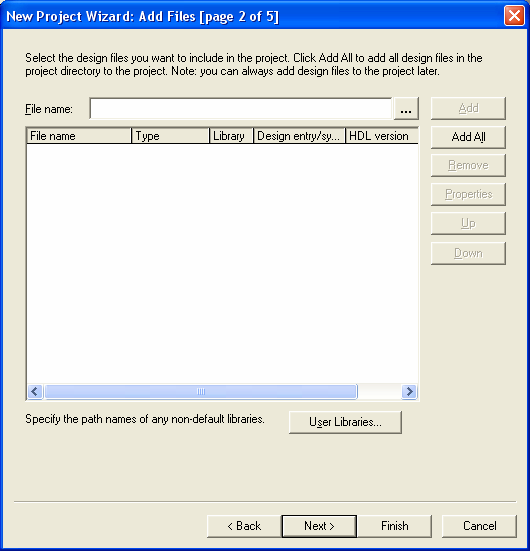 New Project Wizard: Add Files [page 2 of 5]
Select the design files you want to include in the project. Click Add All to add all design files in the
project directory to the project. Note: you can always add design files to the project later.
File name: ... Add
File name Type Library Design entry/sy... HDL version Add All
Remove
Properties
Up
Down
Specify the path names of any non-default libraries. User Libraries...
< Back Next > Finish Cancel